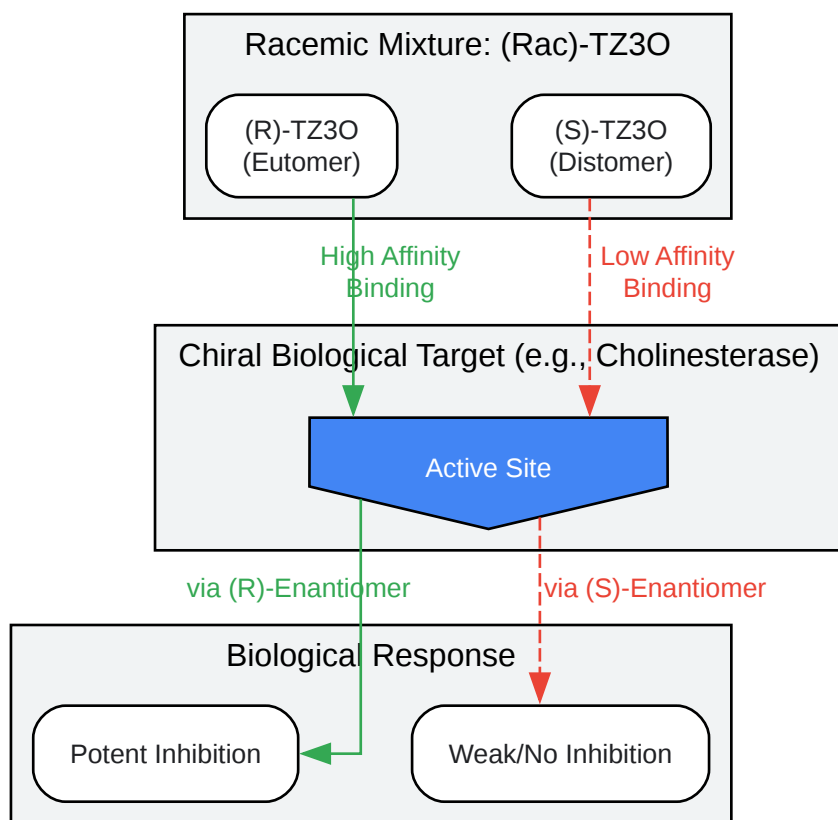 Racemic Mixture: (Rac)-TZ3O
(R)-TZ3O
(Eutomer)
(S)-TZ3O
(Distomer)
High Affinity
Binding
Low Affinity
Binding
Chiral Biological Target (e.g., Cholinesterase)
Active Site
via (R)-Enantiomer
via (S)-Enantiomer
Biological Response
Potent Inhibition
Weak/No Inhibition